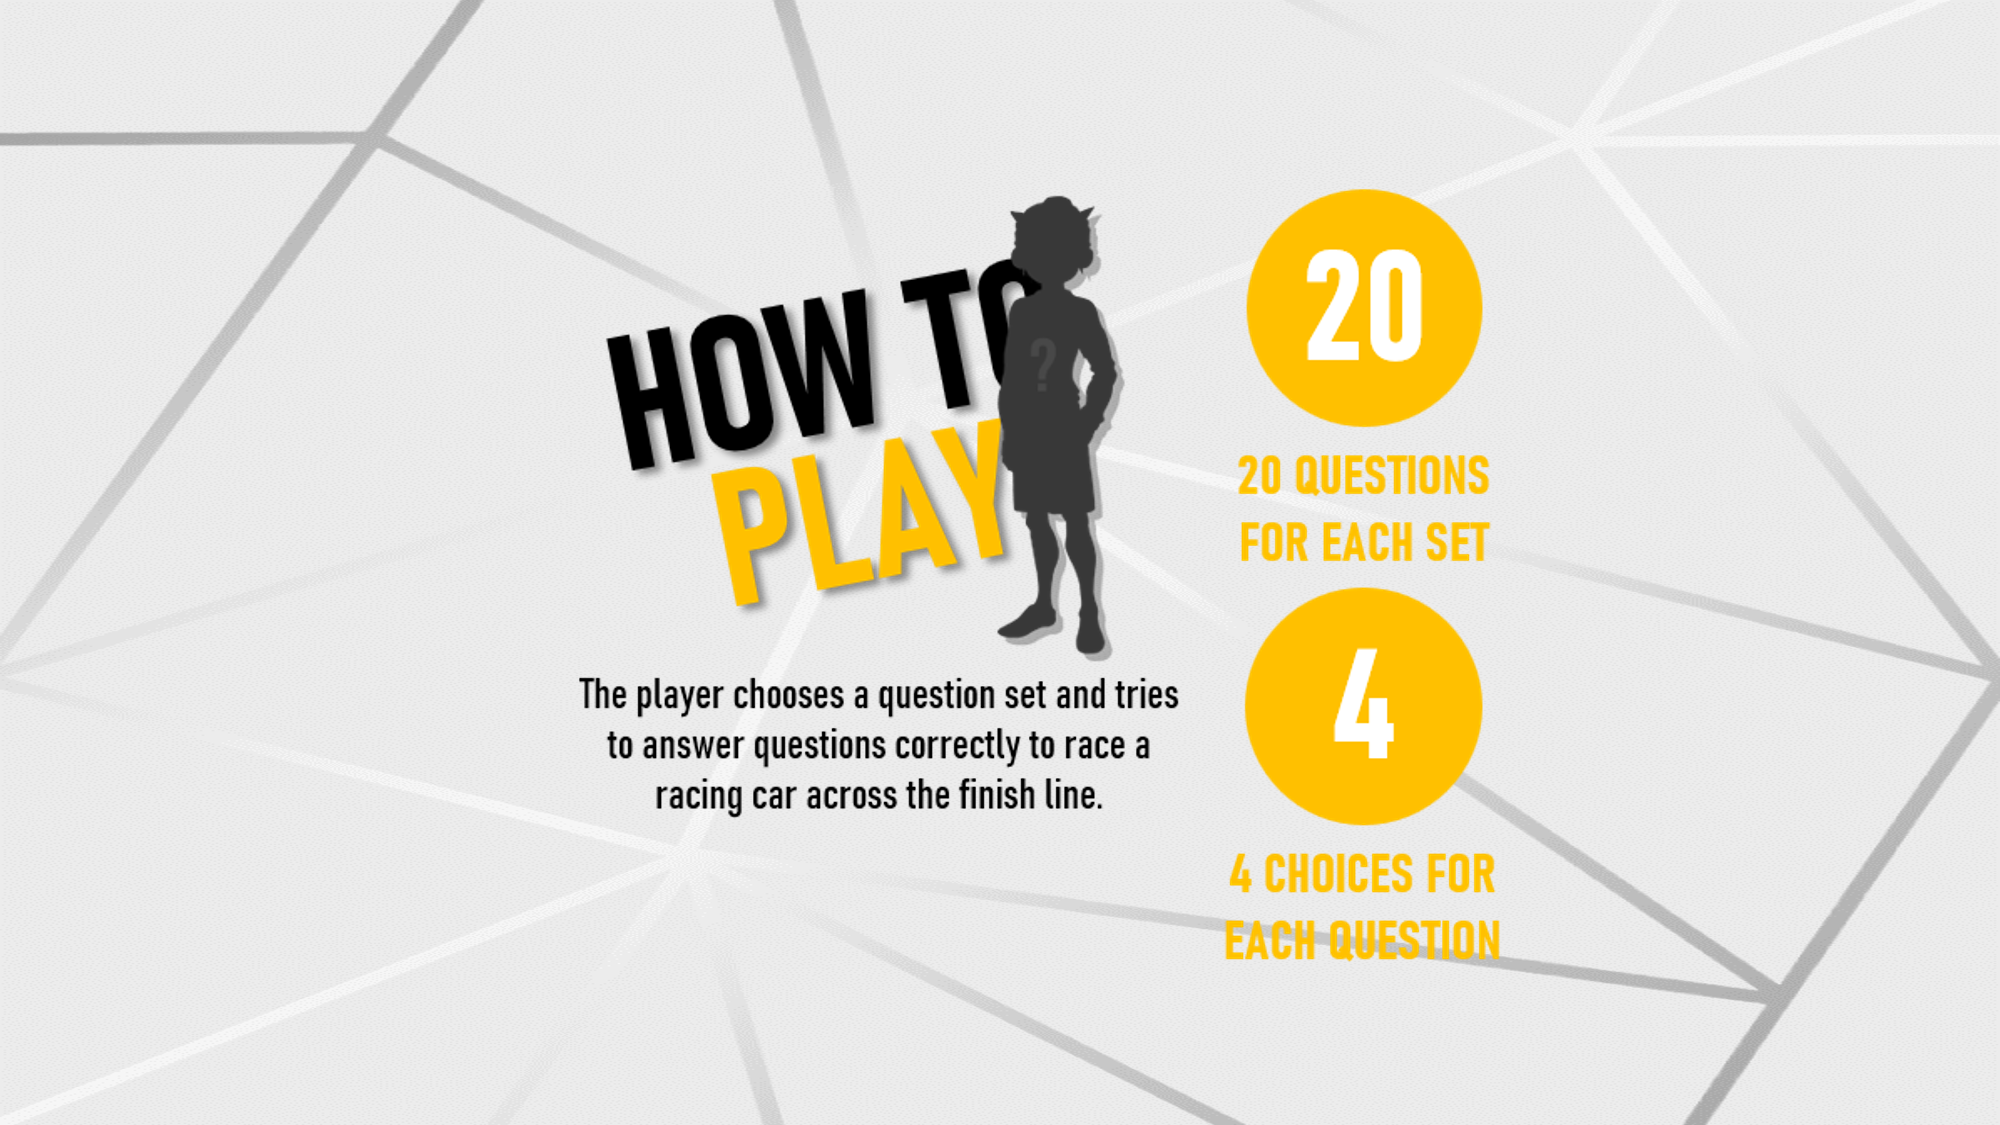 HOW TO
PLAY
?
The player chooses a question set and tries
to answer questions correctly to race a
racing car across the finish line.
20
20 QUESTIONS
FOR EACH SET
4
4 CHOICES FOR
EACH QUESTION